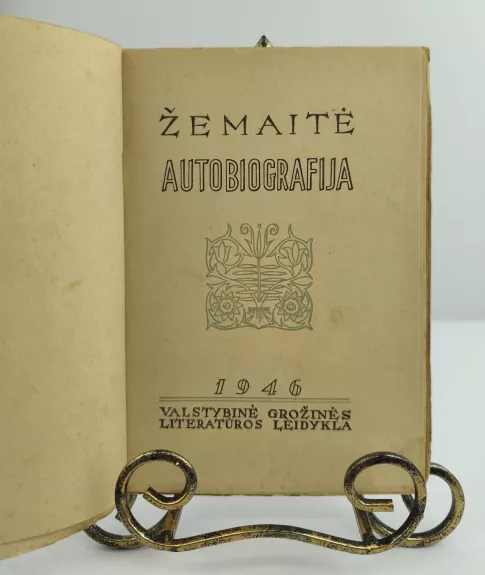 ŽEMAITĖ
AUTOBIOGRAFIJA
1946
VALSTYBINĖ GROŽINĖS
LITERATŪROS LEIDYKLA